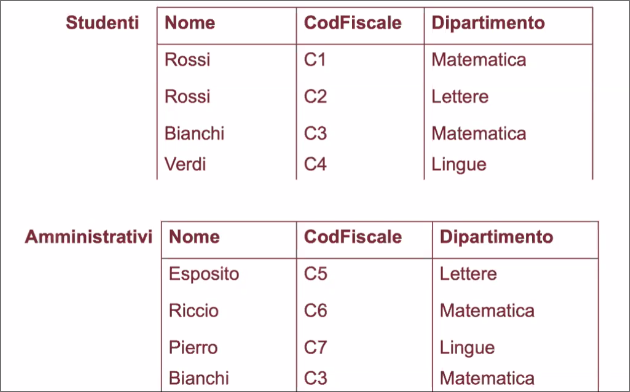 Studenti Nome CodFiscale Dipartimento
Rossi C1 Matematica
Rossi C2 Lettere
Bianchi C3 Matematica
Verdi C4 Lingue
Amministrativi Nome CodFiscale Dipartimento
Esposito C5 Lettere
Riccio C6 Matematica
Pierro C7 Lingue
Bianchi C3 Matematica